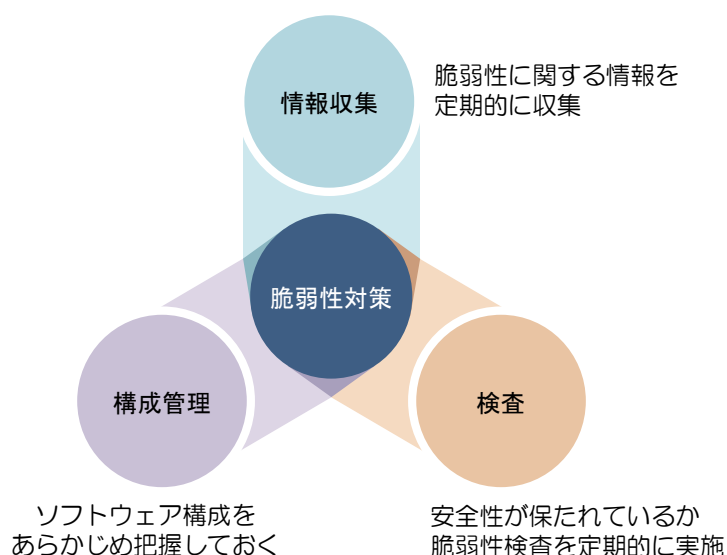 情報収集
脆弱性に関する情報を
定期的に収集
脆弱性対策
構成管理
検査
ソフトウェア構成を
あらかじめ把握しておく
安全性が保たれているか
脆弱性検査を定期的に実施